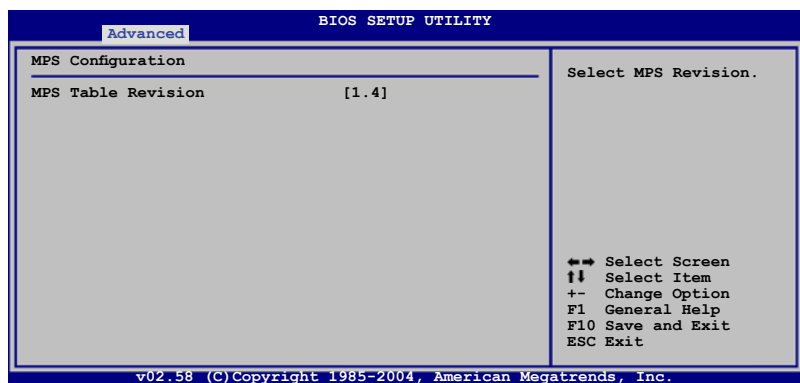 BIOS SETUP UTILITY
Advanced
MPS Configuration
MPS Table Revision [1.4]
Select MPS Revision.
Select Screen
Select Item
+- Change Option
F1 General Help
F10 Save and Exit
ESC Exit
v02.58 (C)Copyright 1985-2004, American Megatrends, Inc.